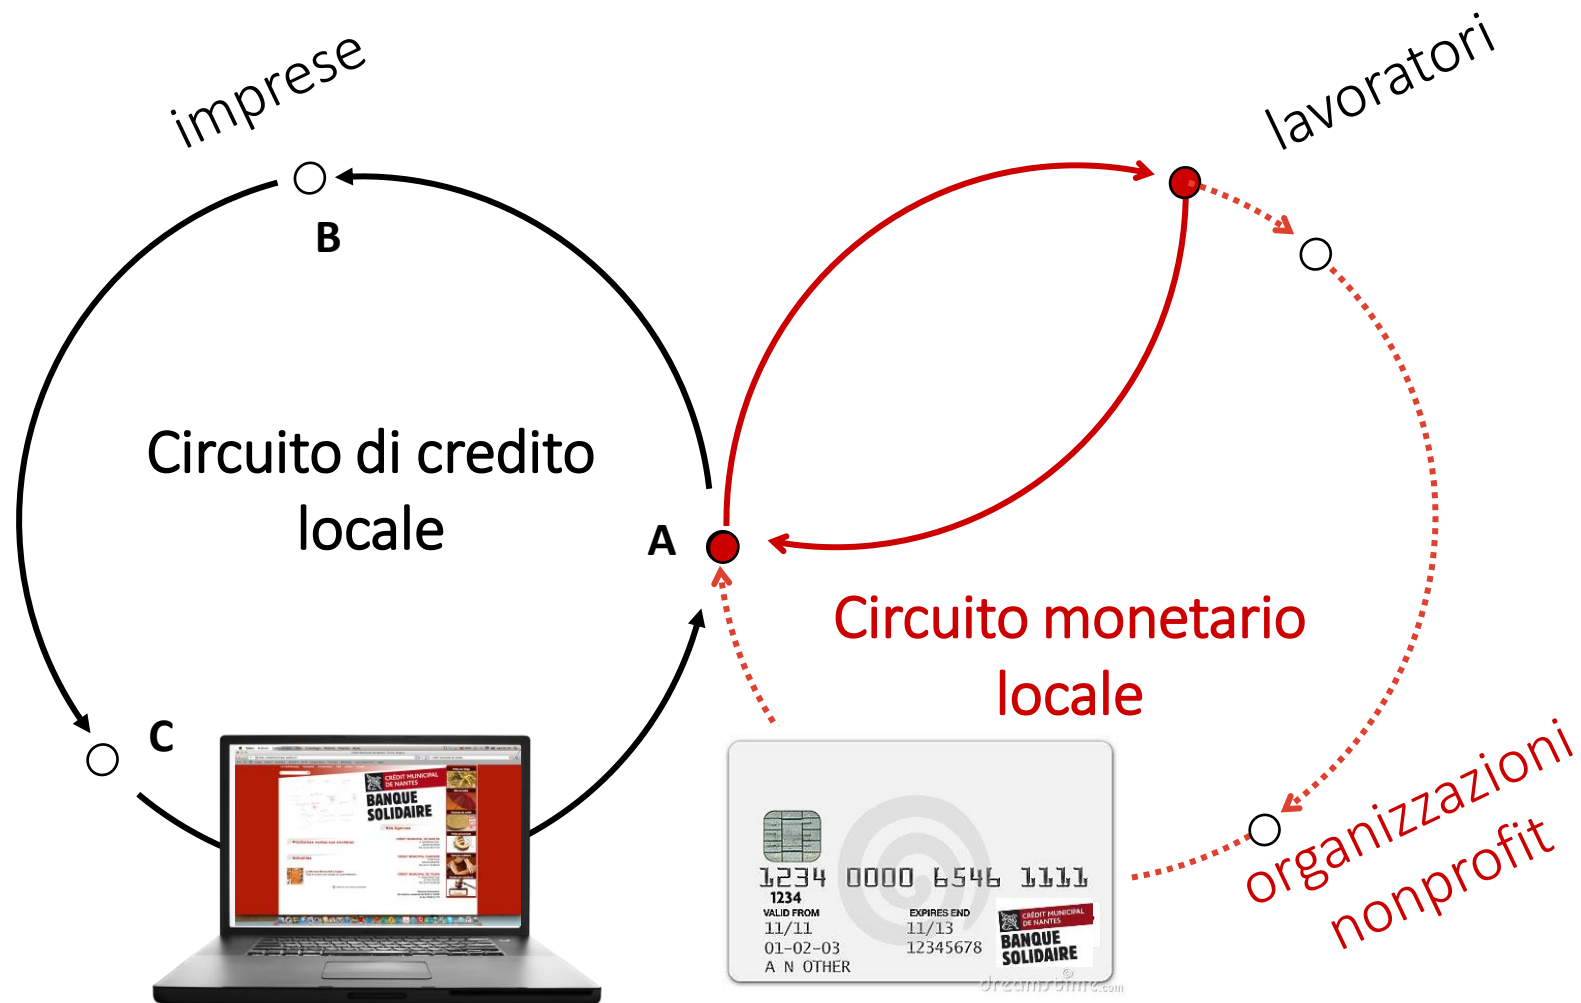 imprese
lavoratori
B
Circuito di credito
locale
A
Circuito monetario
locale
C
organizzazioni
nonprofit
CRÉDIT MUNICIPAL
DE NANTES
BANQUE
SOLIDAIRE
1234 0000 6546 1111
1234
VALID FROM
EXPIRES END
11/11
11/13
01-02-03
12345678
A N OTHER
CRÉDIT MUNICIPAL
DE NANTES
BANQUE
SOLIDAIRE
dreamstime.com